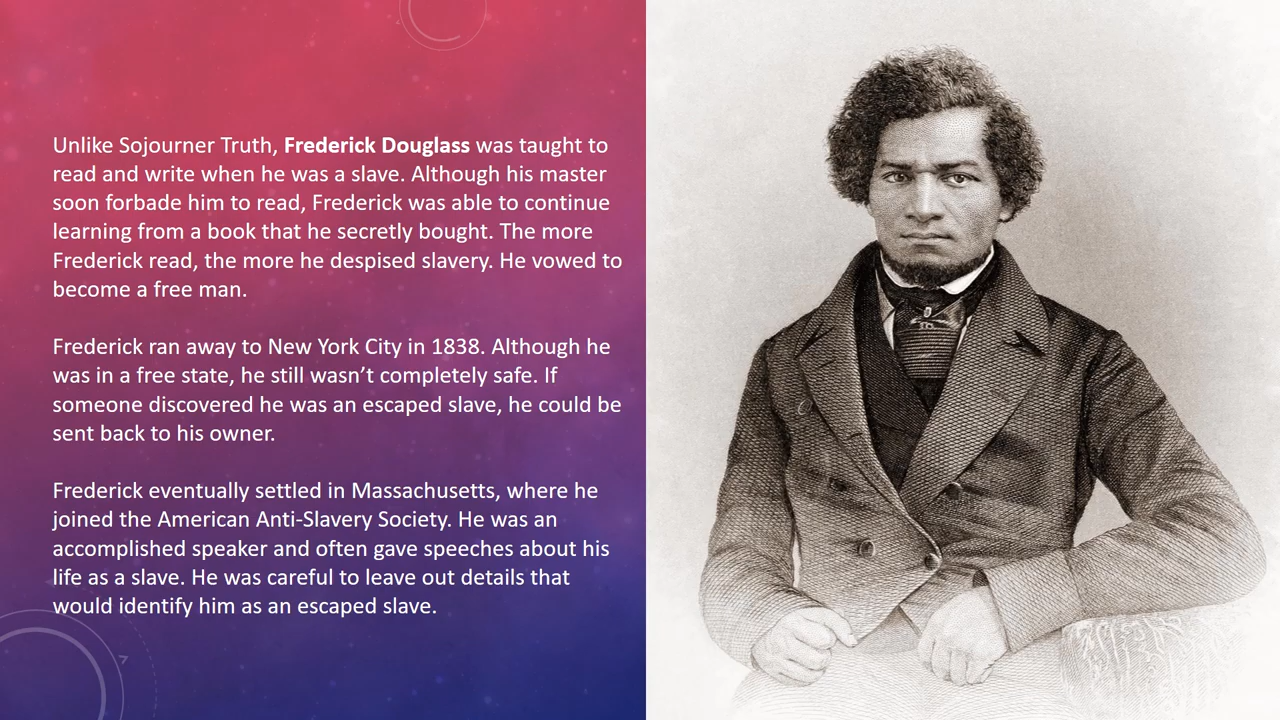 Unlike Sojourner Truth, Frederick Douglass was taught to
read and write when he was a slave. Although his master
soon forbade him to read, Frederick was able to continue
learning from a book that he secretly bought. The more
Frederick read, the more he despised slavery. He vowed to
become a free man.
Frederick ran away to New York City in 1838. Although he
was in a free state, he still wasn’t completely safe. If
someone discovered he was an escaped slave, he could be
sent back to his owner.
Frederick eventually settled in Massachusetts, where he
joined the American Anti-Slavery Society. He was an
accomplished speaker and often gave speeches about his
life as a slave. He was careful to leave out details that
would identify him as an escaped slave.